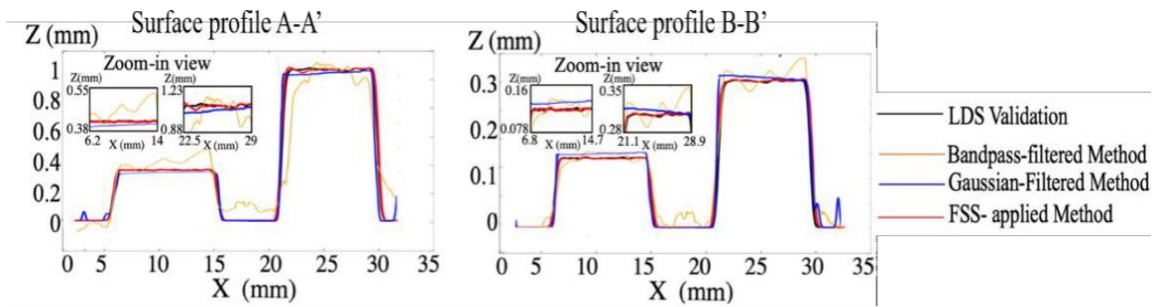 Surface profile A-A'
Z (mm)
1
0.8
0.6
0.4
0.2
0
0 5 10 15 20 25 30 35
X (mm)
Zoom-in view
Z(mm)
0.55
0.38
6.2 14
X (mm)
Z(mm)
1.23
0.88
22.5 29
X (mm)
Surface profile B-B'
Z (mm)
0.3
0.2
0.1
0
0 5 10 15 20 25 30 35
X (mm)
Zoom-in view
Z(mm)
0.16
0.078
6.8 14.7
X (mm)
Z(mm)
0.35
0.28
21.1 28.9
X (mm)
LDS Validation
Bandpass-filtered Method
Gaussian-Filtered Method
FSS- applied Method